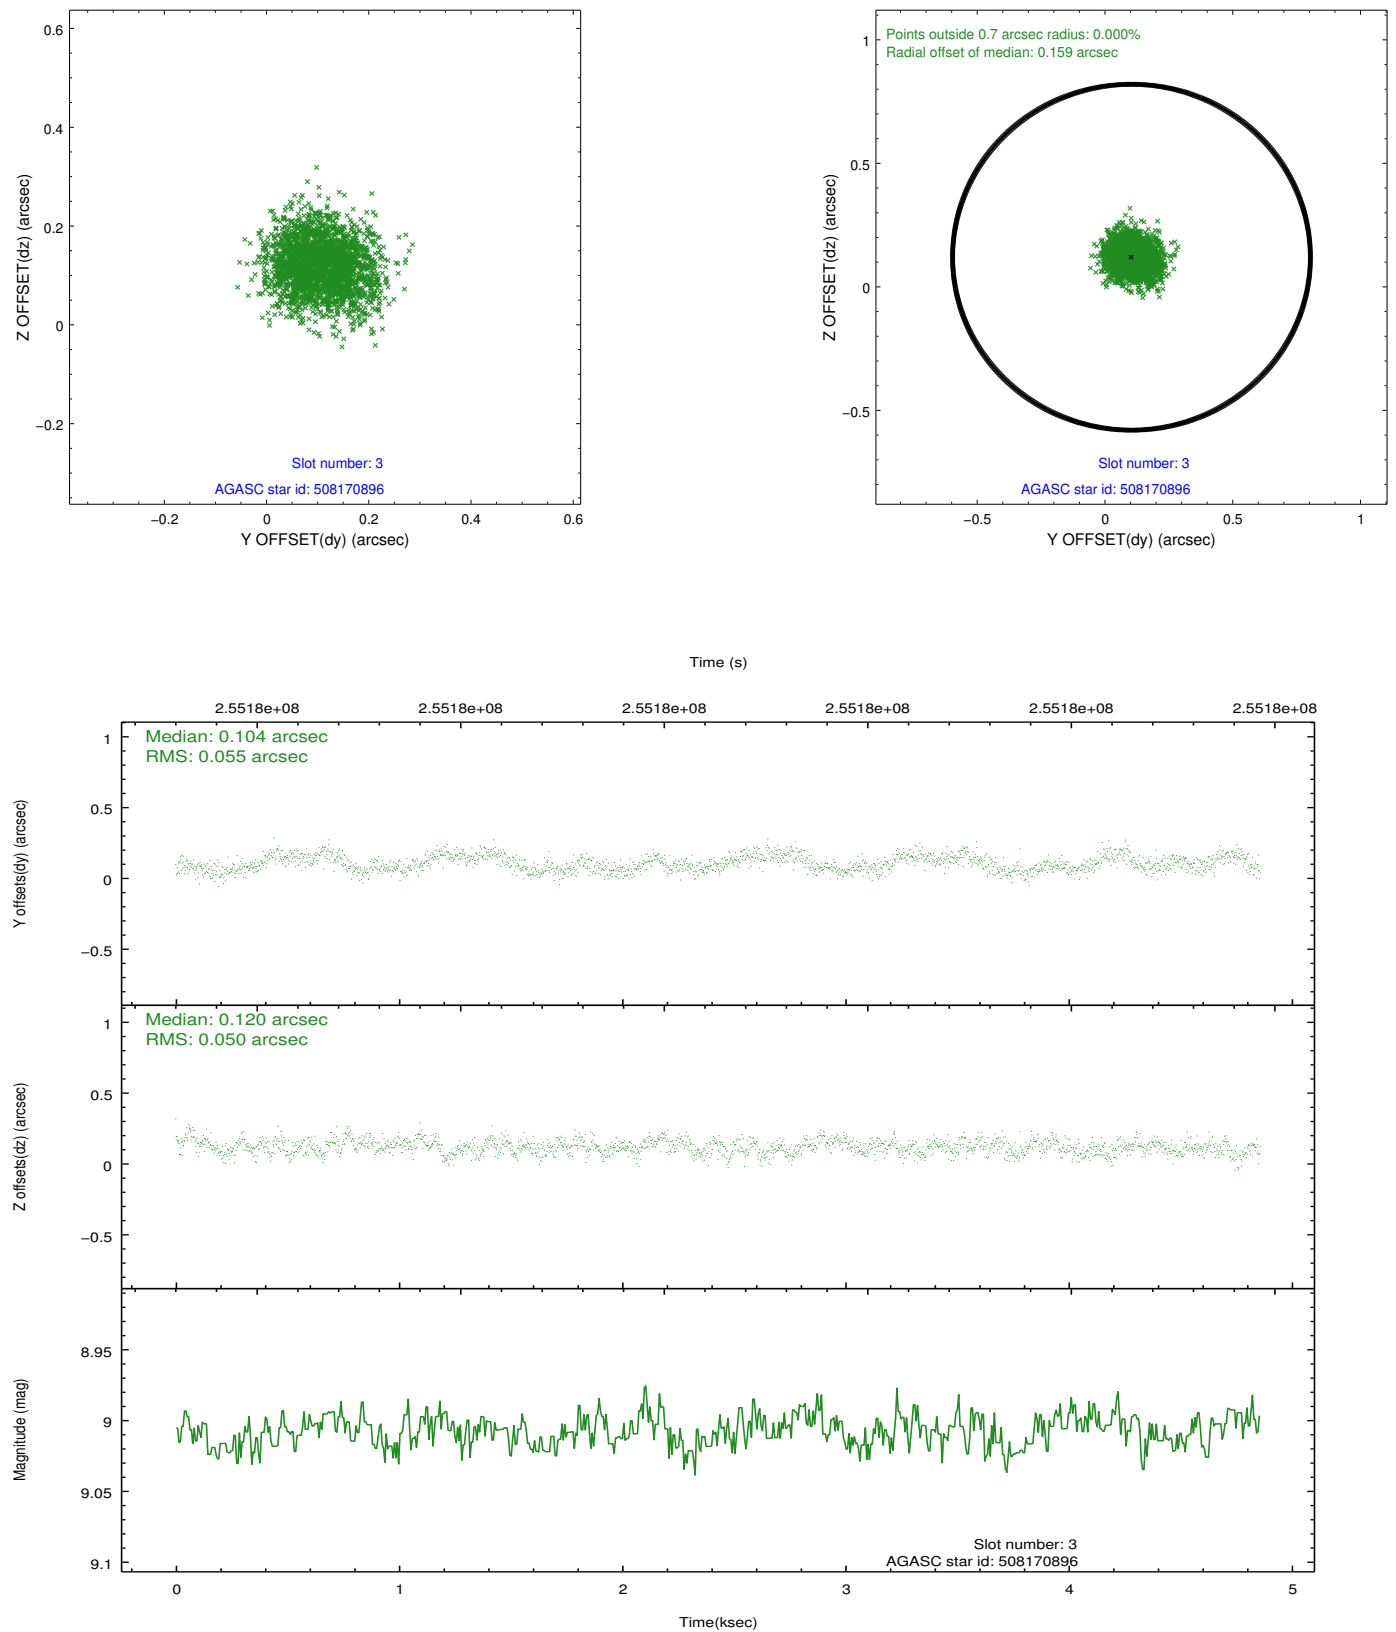 0.6
0.4
0.2
0
−0.2
Z OFFSET(dz) (arcsec)
Slot number: 3
AGASC star id: 508170896
−0.2 0 0.2 0.4 0.6
Y OFFSET(dy) (arcsec)
Points outside 0.7 arcsec radius: 0.000%
Radial offset of median: 0.159 arcsec
1
0.5
0
−0.5
Z OFFSET(dz) (arcsec)
Slot number: 3
AGASC star id: 508170896
−0.5 0 0.5 1
Y OFFSET(dy) (arcsec)
Time (s)
2.5518e+08 2.5518e+08 2.5518e+08 2.5518e+08 2.5518e+08 2.5518e+08
Median: 0.104 arcsec
RMS: 0.055 arcsec
1
0.5
0
−0.5
Y offsets(dy) (arcsec)
Median: 0.120 arcsec
RMS: 0.050 arcsec
1
0.5
0
−0.5
Z offsets(dz) (arcsec)
8.95
9
9.05
9.1
Magnitude (mag)
Slot number: 3
AGASC star id: 508170896
0 1 2 3 4 5
Time(ksec)